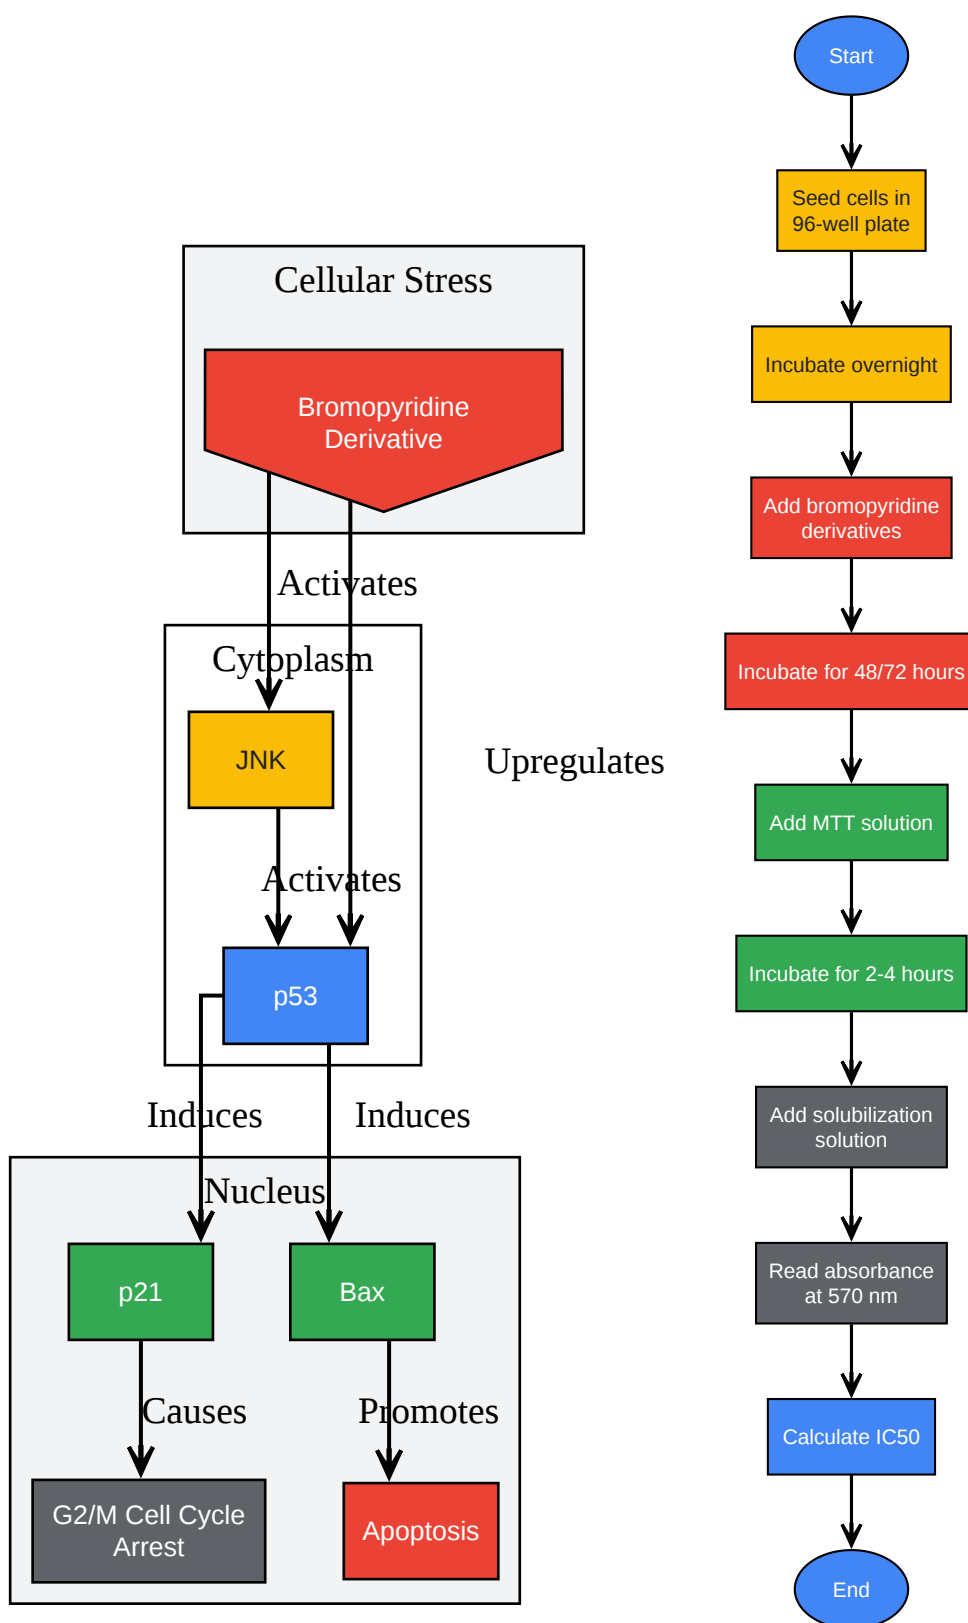 Cellular Stress
Bromopyridine
Derivative
Activates
Cytoplasm
JNK
Upregulates
Activates
p53
Induces
Induces
Nucleus
p21
Bax
Causes
Promotes
G2/M Cell Cycle
Arrest
Apoptosis
Start
Seed cells in
96-well plate
Incubate overnight
Add bromopyridine
derivatives
Incubate for 48/72 hours
Add MTT solution
Incubate for 2-4 hours
Add solubilization
solution
Read absorbance
at 570 nm
Calculate IC50
End